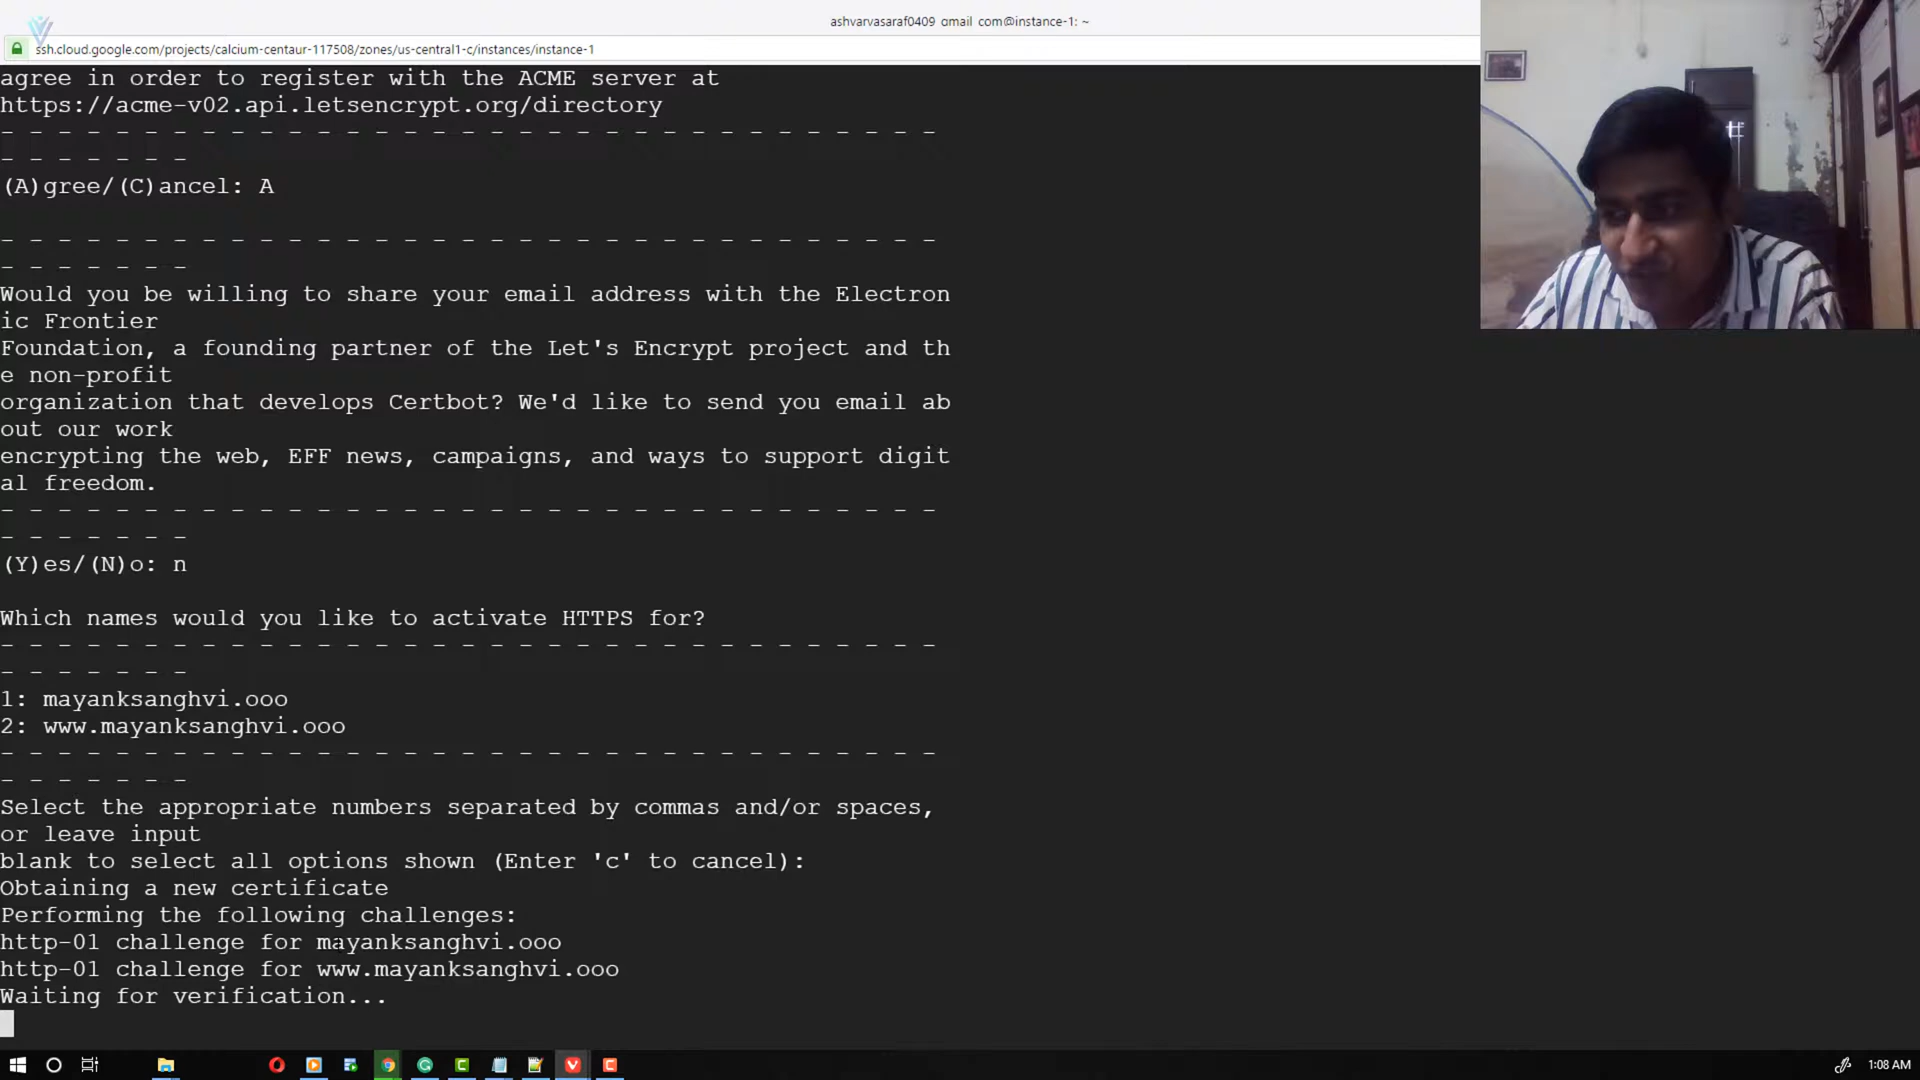 ashvarvasaraf0409_gmail_com@instance-1: ~
ssh.cloud.google.com/projects/calcium-centaur-117508/zones/us-central1-c/instances/instance-1
agree in order to register with the ACME server at
https://acme-v02.api.letsencrypt.org/directory
- - - - - - - - - - - - - - - - - - - - - - - - - - - - - - - - -
- - - - - - -
(A)gree/(C)ancel: A
- - - - - - - - - - - - - - - - - - - - - - - - - - - - - - - - -
- - - - - - -
Would you be willing to share your email address with the Electron
ic Frontier
Foundation, a founding partner of the Let's Encrypt project and th
e non-profit
organization that develops Certbot? We'd like to send you email ab
out our work
encrypting the web, EFF news, campaigns, and ways to support digit
al freedom.
- - - - - - - - - - - - - - - - - - - - - - - - - - - - - - - - -
- - - - - - -
(Y)es/(N)o: n
Which names would you like to activate HTTPS for?
- - - - - - - - - - - - - - - - - - - - - - - - - - - - - - - - -
- - - - - - -
1: mayanksanghvi.ooo
2: www.mayanksanghvi.ooo
- - - - - - - - - - - - - - - - - - - - - - - - - - - - - - - - -
- - - - - - -
Select the appropriate numbers separated by commas and/or spaces,
or leave input
blank to select all options shown (Enter 'c' to cancel):
Obtaining a new certificate
Performing the following challenges:
http-01 challenge for mayanksanghvi.ooo
http-01 challenge for www.mayanksanghvi.ooo
Waiting for verification...
1:08 AM